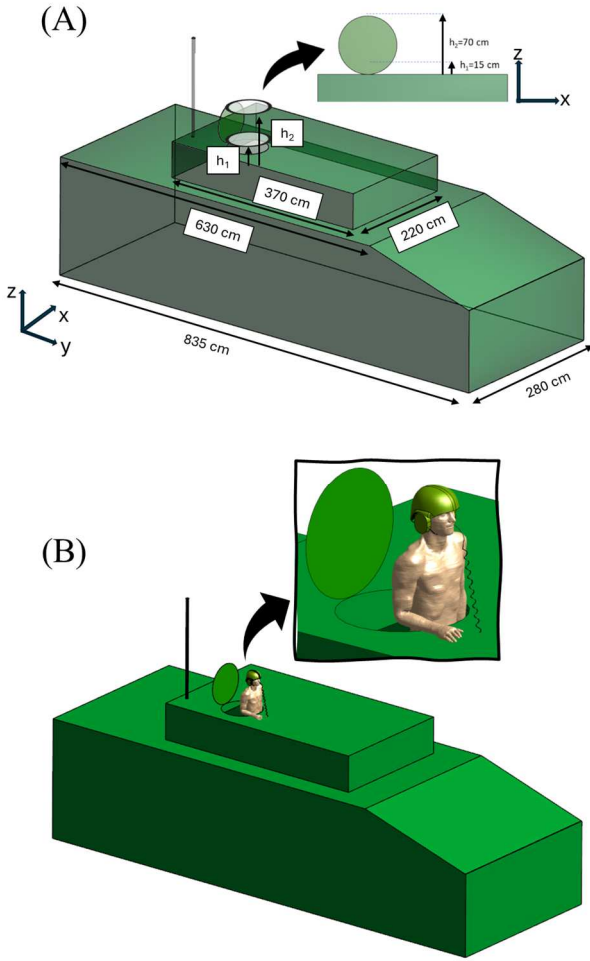 (A)
h₂=70 cm
h₁=15 cm
z
x
h₂
h₁
370 cm
220 cm
630 cm
z
x
y
835 cm
280 cm
(B)